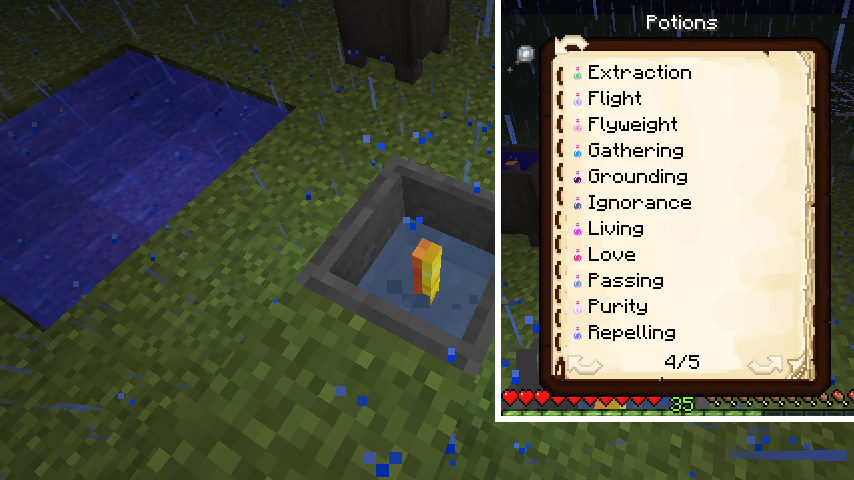 Potions
Extraction
Flight
Flyweight
Gathering
Grounding
Ignorance
Living
Love
Passing
Purity
Repelling
4/5
35